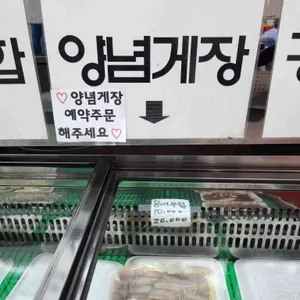 합
양념게장
♡ 양념게장
예약주문
해주세요 ♡
10.000
20.000